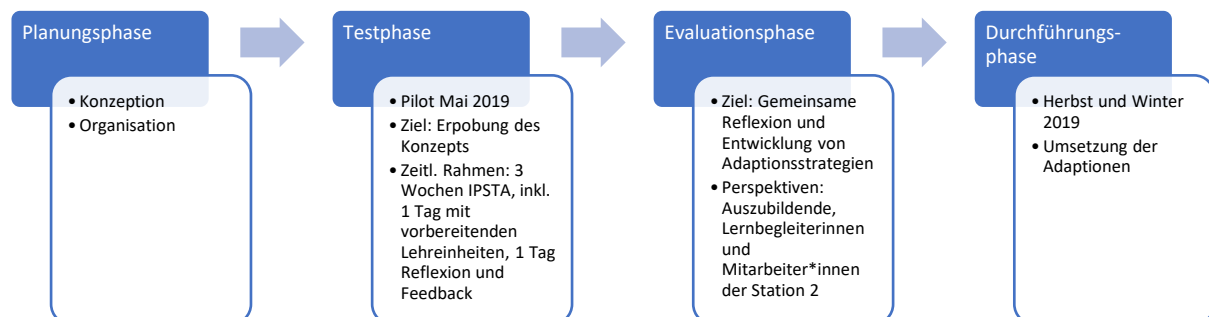 Planungsphase
• Konzeption
• Organisation
Testphase
• Pilot Mai 2019
• Ziel: Erpobung des
Konzepts
• Zeitl. Rahmen: 3
Wochen IPSTA, inkl.
1 Tag mit
vorbereitenden
Lehreinheiten, 1 Tag
Reflexion und
Feedback
Evaluationsphase
• Ziel: Gemeinsame
Reflexion und
Entwicklung von
Adaptionsstrategien
• Perspektiven:
Auszubildende,
Lernbegleiterinnen
und
Mitarbeiter*innen
der Station 2
Durchführungs-
phase
• Herbst und Winter
2019
• Umsetzung der
Adaptionen